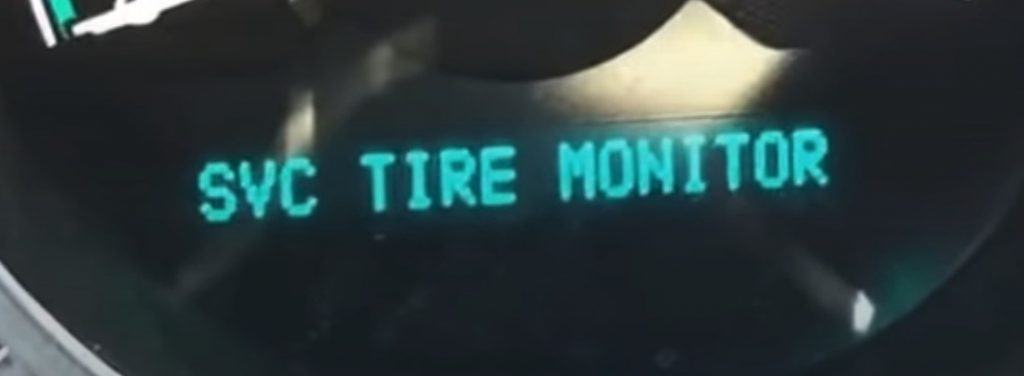 SVC TIRE MONITOR